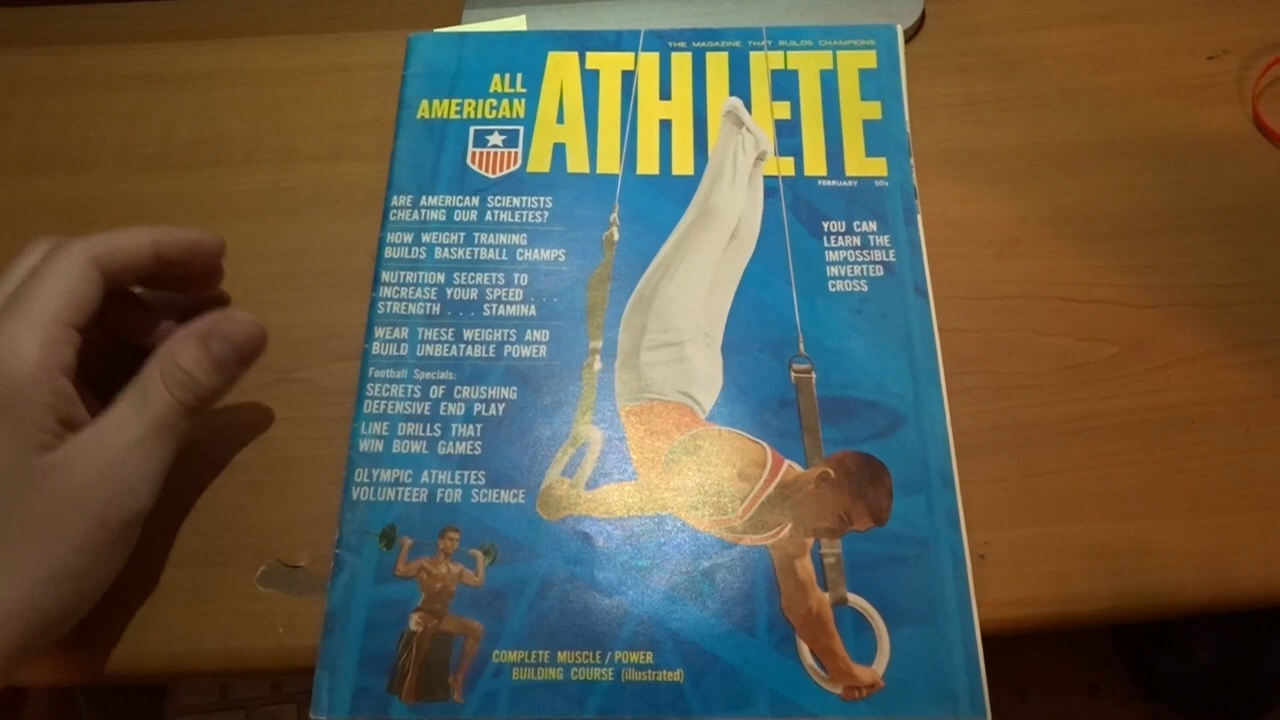 THE MAGAZINE THAT BUILDS CHAMPIONS
ALL
AMERICAN
ATHLETE
FEBRUARY 50¢
ARE AMERICAN SCIENTISTS
CHEATING OUR ATHLETES?
HOW WEIGHT TRAINING
BUILDS BASKETBALL CHAMPS
NUTRITION SECRETS TO
INCREASE YOUR SPEED . . .
STRENGTH . . . STAMINA
WEAR THESE WEIGHTS AND
BUILD UNBEATABLE POWER
Football Specials:
SECRETS OF CRUSHING
DEFENSIVE END PLAY
LINE DRILLS THAT
WIN BOWL GAMES
OLYMPIC ATHLETES
VOLUNTEER FOR SCIENCE
YOU CAN
LEARN THE
IMPOSSIBLE
INVERTED
CROSS
COMPLETE MUSCLE / POWER
BUILDING COURSE (illustrated)